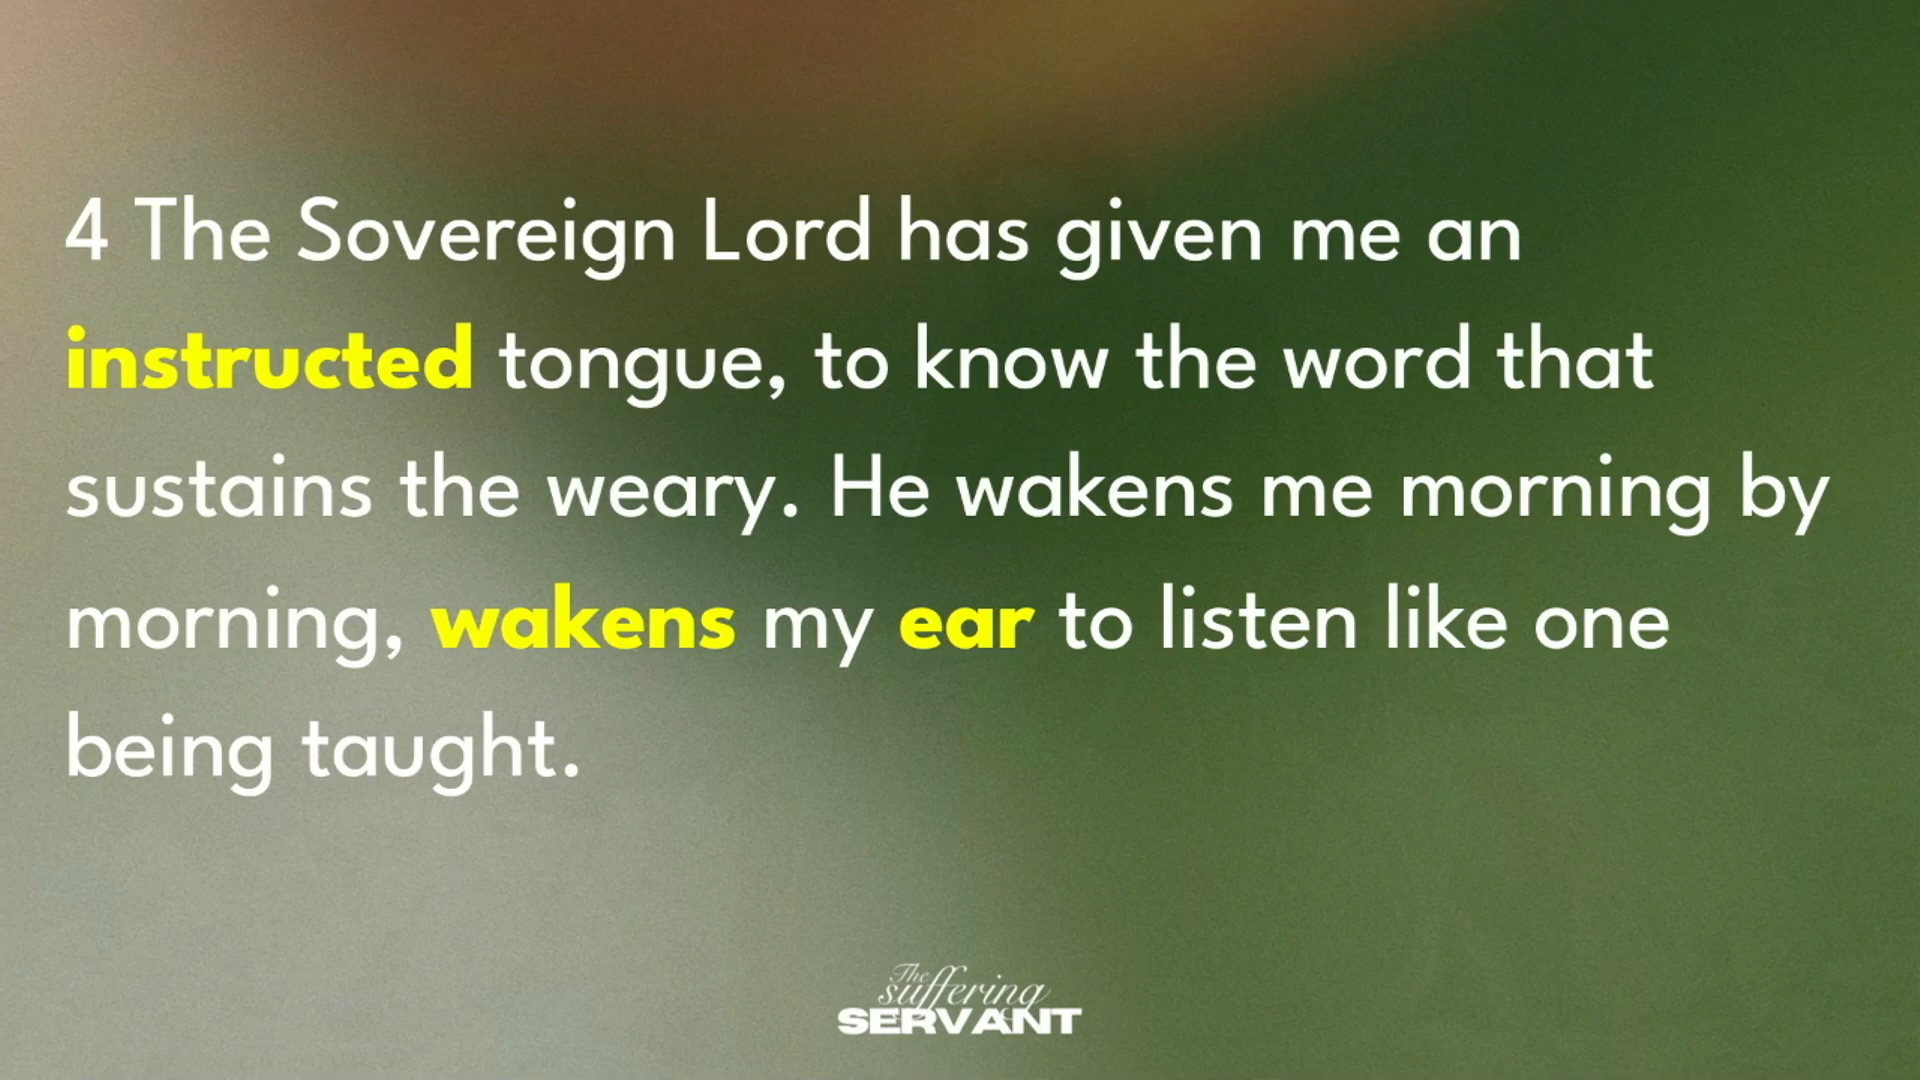 4 The Sovereign Lord has given me an
instructed tongue, to know the word that
sustains the weary. He wakens me morning by
morning, wakens my ear to listen like one
being taught.
The
suffering
SERVANT